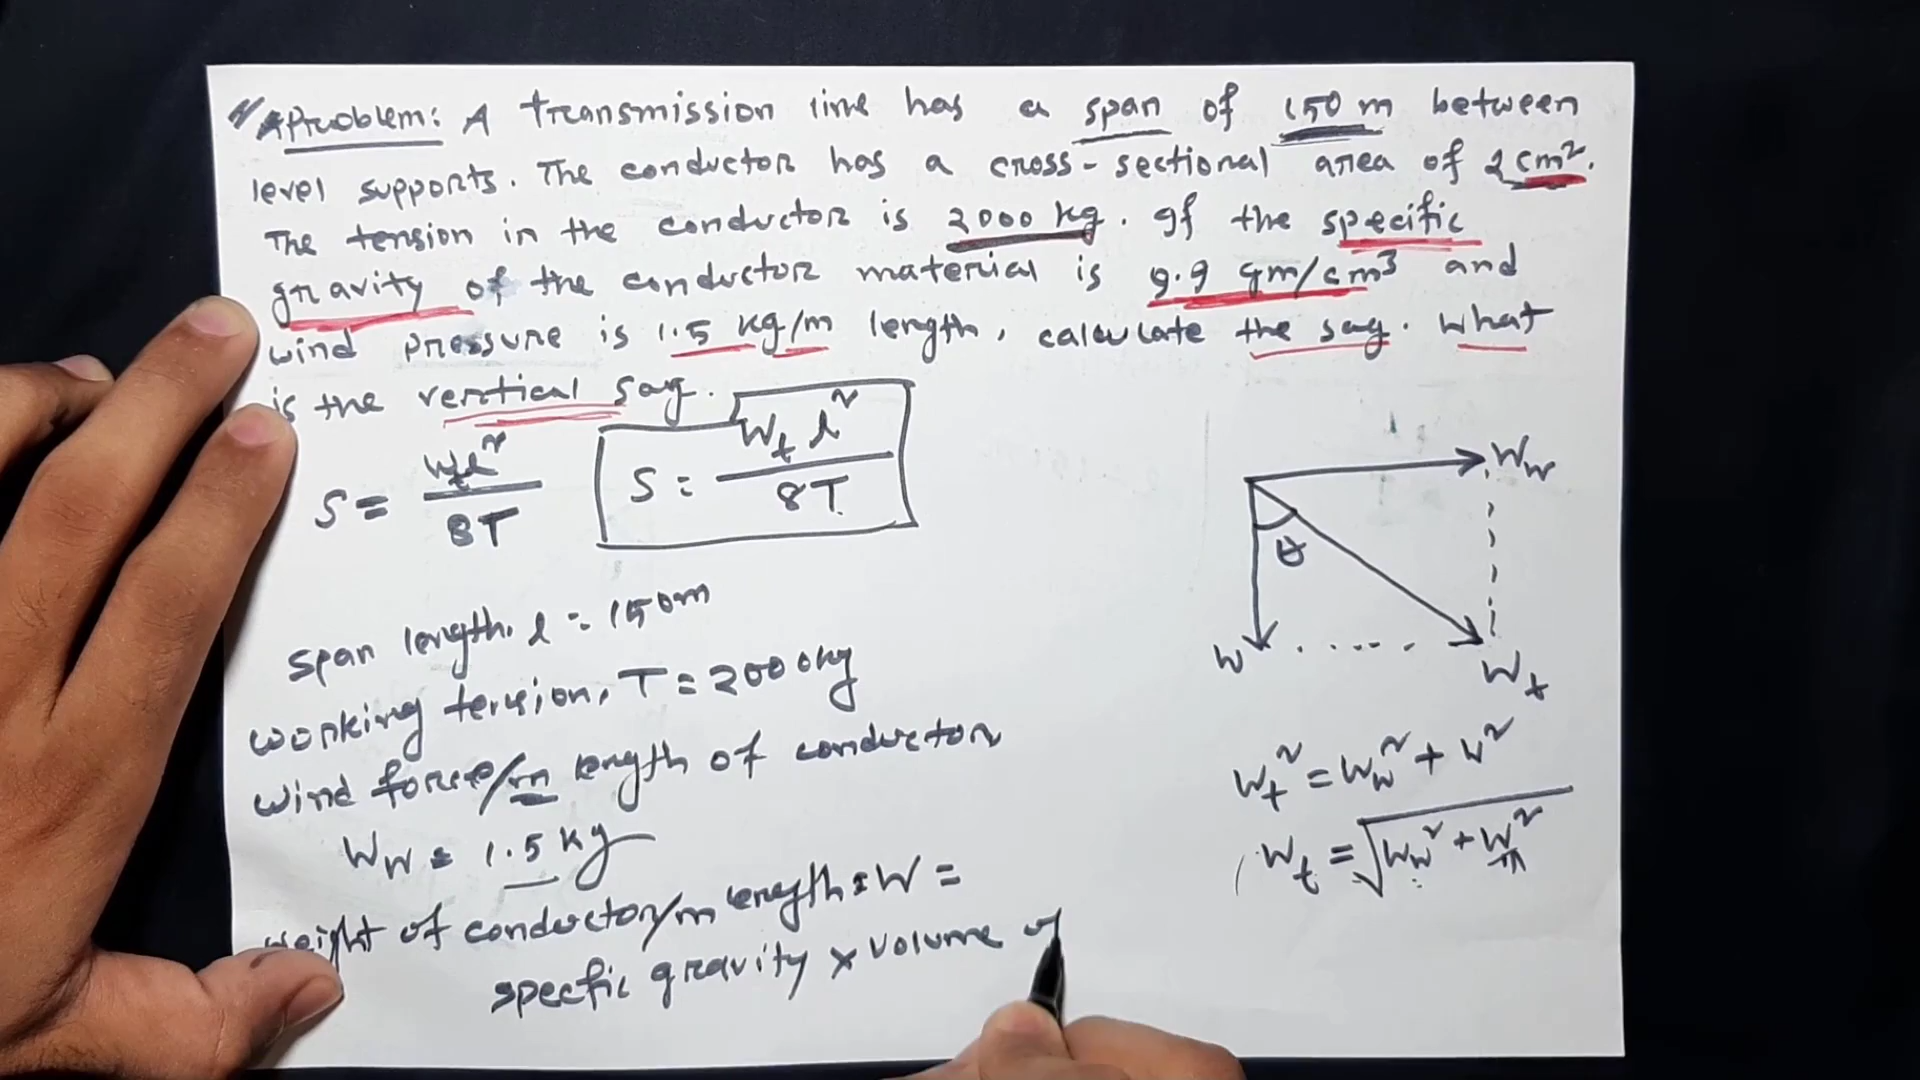 Problem: A transmission line has a span of 150 m between
level supports. The conductor has a cross-sectional area of 2 cm².
The tension in the conductor is 2000 kg. If the specific
gravity of the conductor material is 9.9 gm/cm³ and
wind pressure is 1.5 kg/m length, calculate the sag. What
is the vertical sag.
S = Wₜl²/8T
S = Wₜ l²/8T
span length, l = 150m
working tension, T = 2000kg
wind force/m length of conductor
Ww = 1.5 kg
weight of conductor/m length = W =
specfic gravity × volume of
Ww
θ
W
Wₜ
Wₜ² = Ww² + W²
Wₜ = √Ww² + W²